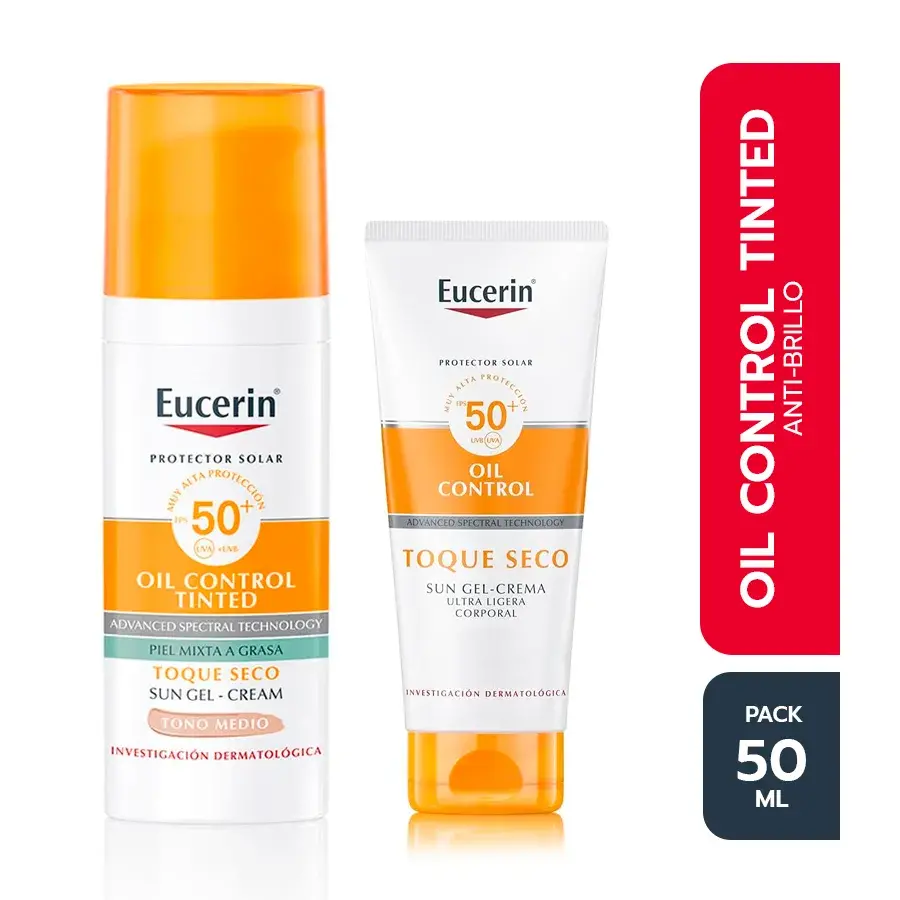 Eucerin®
PROTECTOR SOLAR
MUY ALTA PROTECCIÓN
FPS 50+
UVA +UVB
OIL CONTROL
TINTED
ADVANCED SPECTRAL TECHNOLOGY
PIEL MIXTA A GRASA
TOQUE SECO
SUN GEL - CREAM
TONO MEDIO
INVESTIGACIÓN DERMATOLÓGICA
Eucerin®
PROTECTOR SOLAR
MUY ALTA PROTECCIÓN
FPS 50+
UVB UVA
OIL
CONTROL
ADVANCED SPECTRAL TECHNOLOGY
TOQUE SECO
SUN GEL-CREMA
ULTRA LIGERA
CORPORAL
INVESTIGACIÓN DERMATOLÓGICA
OIL CONTROL TINTED
ANTI-BRILLO
PACK
50
ML